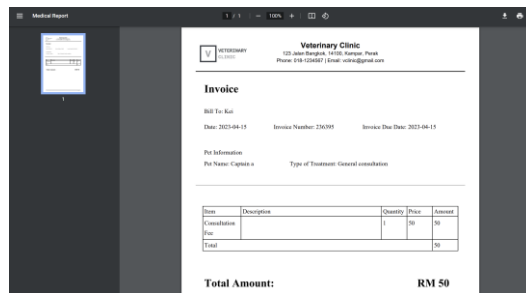 Medical Report
1 / 1
100%
1
V
VETERINARY
CLINIC
Veterinary Clinic
123 Jalan Bangkok, 14100, Kampar, Perak
Phone: 018-1234567 | Email: vclinic@gmail.com
Invoice
Bill To: Kat
Date: 2023-04-15 Invoice Number: 236395 Invoice Due Date: 2023-04-15
Pet Information
Pet Name: Captain a Type of Treatment: General consultation
Item Description Quantity Price Amount
Consultation Fee 1 50 50
Total 50
Total Amount: RM 50